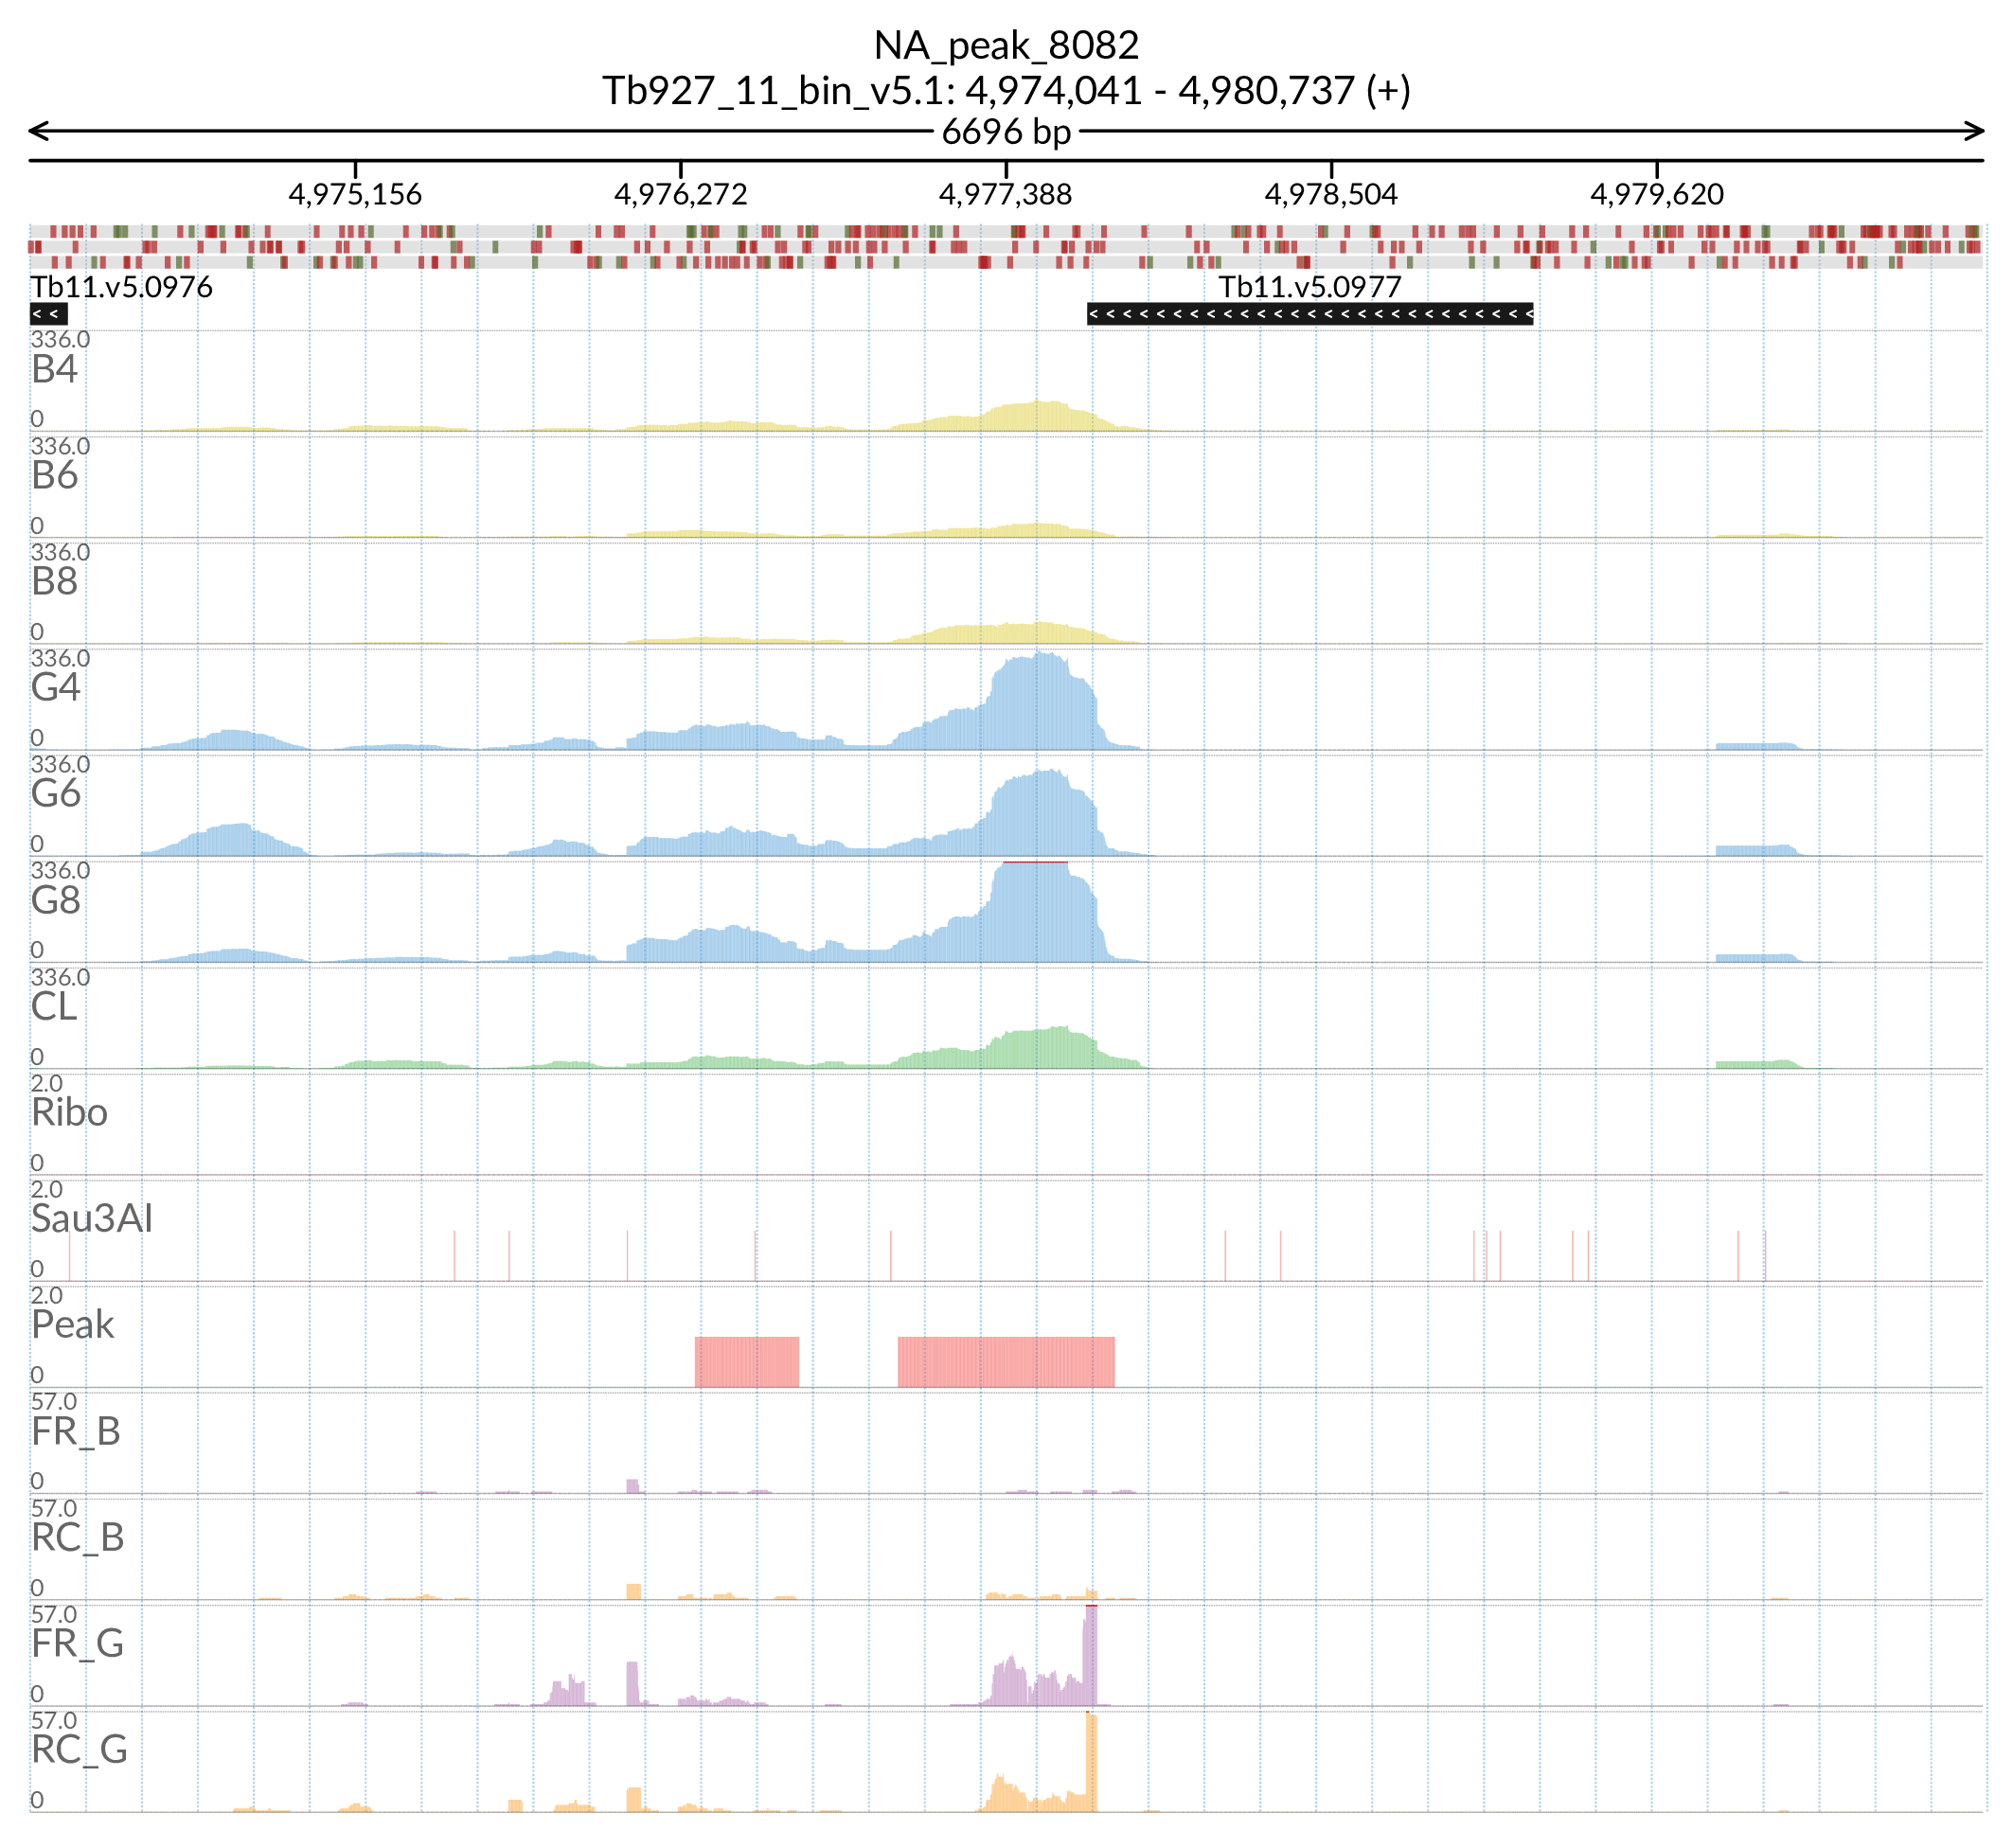 NA_peak_8082
Tb927_11_bin_v5.1: 4,974,041 - 4,980,737 (+)
6696 bp
4,975,156 4,976,272 4,977,388 4,978,504 4,979,620
Tb11.v5.0976 Tb11.v5.0977
336.0
B4
0
336.0
B6
0
336.0
B8
0
336.0
G4
0
336.0
G6
0
336.0
G8
0
336.0
CL
0
2.0
Ribo
0
2.0
Sau3AI
0
2.0
Peak
0
57.0
FR_B
0
57.0
RC_B
0
57.0
FR_G
0
57.0
RC_G
0